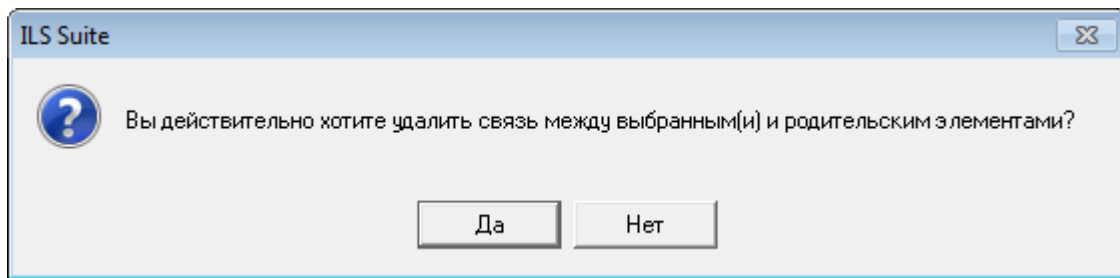 ILS Suite
Вы действительно хотите удалить связь между выбранным(и) и родительским элементами?
Да
Нет